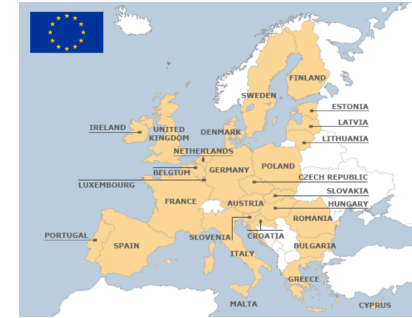 FINLAND
SWEDEN
ESTONIA
LATVIA
LITHUANIA
IRELAND
UNITED
KINGDOM
DENMARK
NETHERLANDS
BELGIUM
GERMANY
POLAND
LUXEMBOURG
CZECH REPUBLIC
SLOVAKIA
HUNGARY
FRANCE
AUSTRIA
ROMANIA
PORTUGAL
SPAIN
SLOVENIA
CROATIA
ITALY
BULGARIA
GREECE
MALTA
CYPRUS